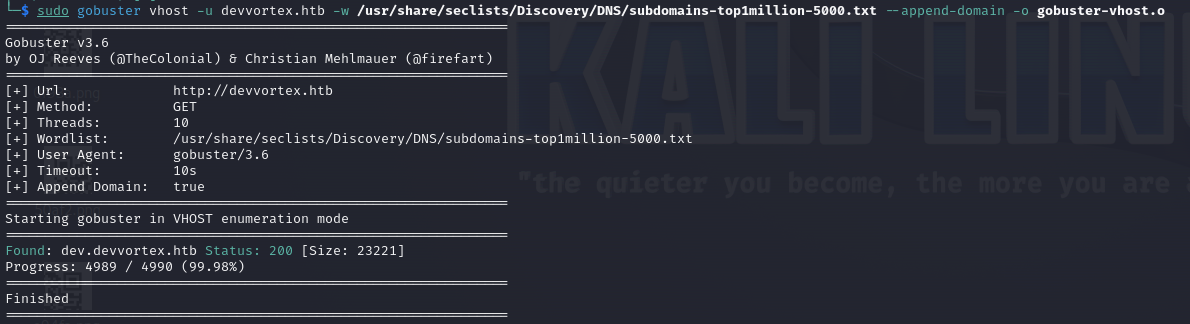 └─$ sudo gobuster vhost -u devvortex.htb -w /usr/share/seclists/Discovery/DNS/subdomains-top1million-5000.txt --append-domain -o gobuster-vhost.o
===============================================================
Gobuster v3.6
by OJ Reeves (@TheColonial) & Christian Mehlmauer (@firefart)
===============================================================
[+] Url:             http://devvortex.htb
[+] Method:          GET
[+] Threads:         10
[+] Wordlist:        /usr/share/seclists/Discovery/DNS/subdomains-top1million-5000.txt
[+] User Agent:      gobuster/3.6
[+] Timeout:         10s
[+] Append Domain:   true
===============================================================
Starting gobuster in VHOST enumeration mode
===============================================================
Found: dev.devvortex.htb Status: 200 [Size: 23221]
Progress: 4989 / 4990 (99.98%)
===============================================================
Finished
===============================================================
KALI LIN
"the quieter you become, the more you are a